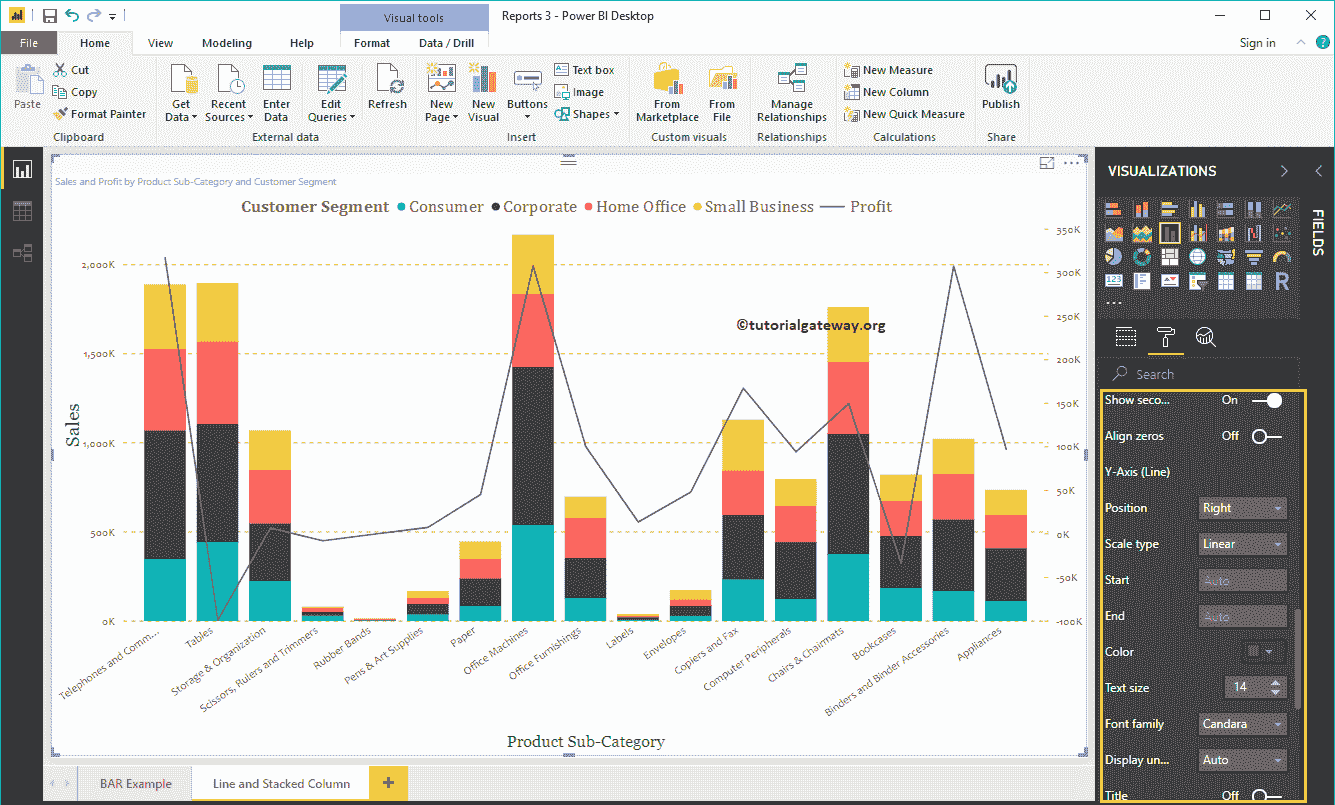 Visual tools
Reports 3 - Power BI Desktop
File
Home
View
Modeling
Help
Format
Data / Drill
Sign in
?
Paste
Cut
Copy
Format Painter
Clipboard
Get Data
Recent Sources
Enter Data
Edit Queries
External data
Refresh
New Page
New Visual
Buttons
Text box
Image
Shapes
Insert
From Marketplace
From File
Custom visuals
Manage Relationships
Relationships
New Measure
New Column
New Quick Measure
Calculations
Publish
Share
Sales and Profit by Product Sub-Category and Customer Segment
Customer Segment Consumer Corporate Home Office Small Business Profit
©tutorialgateway.org
Sales
2,000K
1,500K
1,000K
500K
0K
350K
300K
250K
200K
150K
100K
50K
0K
-50K
-100K
Telephones and Comm...
Tables
Storage & Organization
Scissors, Rulers and Trimmers
Rubber Bands
Pens & Art Supplies
Paper
Office Machines
Office Furnishings
Labels
Envelopes
Copiers and Fax
Computer Peripherals
Chairs & Chairmats
Bookcases
Binders and Binder Accessories
Appliances
Product Sub-Category
BAR Example
Line and Stacked Column
+
VISUALIZATIONS
FIELDS
123
R
Search
Show seco... On
Align zeros Off
Y-Axis (Line)
Position Right
Scale type Linear
Start Auto
End Auto
Color
Text size 14
Font family Candara
Display un... Auto
Title Off